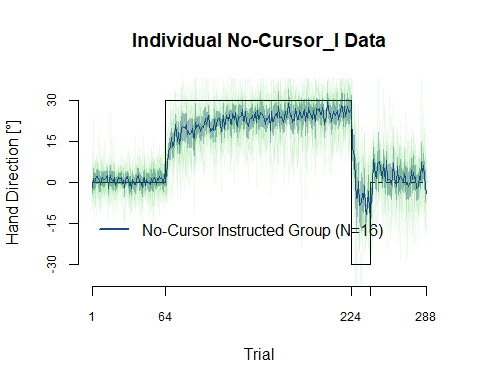 Individual No-Cursor_I Data
Hand Direction [°]
30
15
0
-15
-30
No-Cursor Instructed Group (N=16)
1
64
224
288
Trial